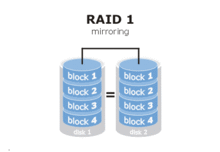 RAID 1
mirroring
block 1 block 1
block 2 = block 2
block 3 block 3
block 4 block 4
disk 1 disk 2